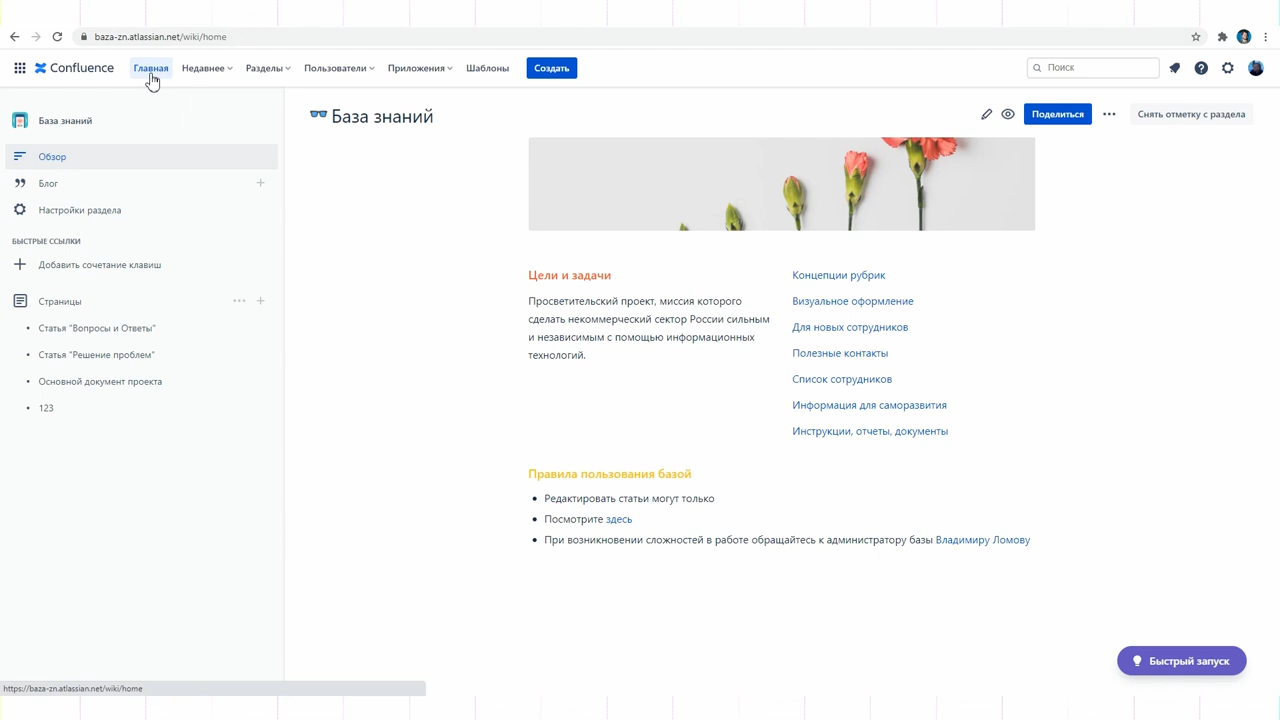 baza-zn.atlassian.net/wiki/home
Confluence Главная Недавнее Разделы Пользователи Приложения Шаблоны Создать Поиск
База знаний
Обзор
Блог
Настройки раздела
БЫСТРЫЕ ССЫЛКИ
Добавить сочетание клавиш
Страницы
Статья "Вопросы и Ответы"
Статья "Решение проблем"
Основной документ проекта
123
База знаний
Поделиться
Снять отметку с раздела
Цели и задачи
Просветительский проект, миссия которого
сделать некоммерческий сектор России сильным
и независимым с помощью информационных
технологий.
Концепции рубрик
Визуальное оформление
Для новых сотрудников
Полезные контакты
Список сотрудников
Информация для саморазвития
Инструкции, отчеты, документы
Правила пользования базой
Редактировать статьи могут только
Посмотрите здесь
При возникновении сложностей в работе обращайтесь к администратору базы Владимиру Ломову
Быстрый запуск
https://baza-zn.atlassian.net/wiki/home